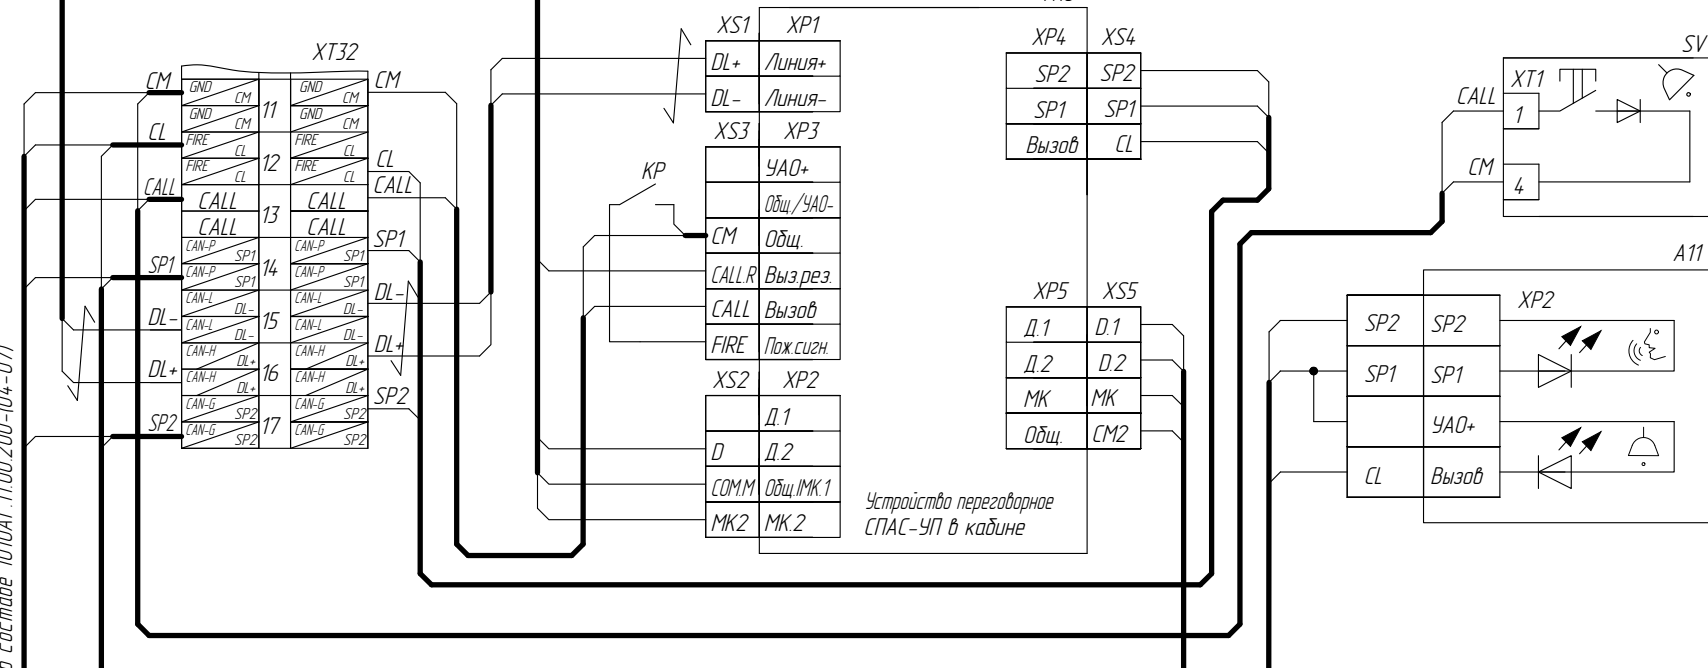 XT32
CM
GND
CM
11
GND
CM
CM
GND
CM
GND
CM
CL
FIRE
CL
12
FIRE
CL
FIRE
CL
FIRE
CL
CL
CALL
CALL
13
CALL
CALL
CALL
CALL
CAN-P
SP1
14
CAN-P
SP1
SP1
SP1
CAN-P
SP1
CAN-P
SP1
CAN-L
DL-
15
CAN-L
DL-
DL-
DL-
CAN-L
DL-
CAN-L
DL-
CAN-H
DL+
16
CAN-H
DL+
DL+
DL+
CAN-H
DL+
CAN-H
DL+
CAN-G
SP2
17
CAN-G
SP2
SP2
SP2
CAN-G
SP2
CAN-G
SP2
составе
XS1 XP1
DL+ Линия+
DL- Линия-
XS3 XP3
УАО+
Общ./УАО-
CM Общ.
CALL.R Выз.рез.
CALL Вызов
FIRE Пож.сигн.
КР
XS2 XP2
Д.1
D Д.2
COM.M Общ.|МК.1
MK2 МК.2
Устройство переговорное
СПАС-УП в кабине
XP4 XS4
SP2 SP2
SP1 SP1
Вызов CL
XP5 XS5
Д.1 D.1
Д.2 D.2
МК МК
Общ. CM2
SV
XT1
CALL 1
CM 4
A11
XP2
SP2 SP2
SP1 SP1
УАО+
CL Вызов